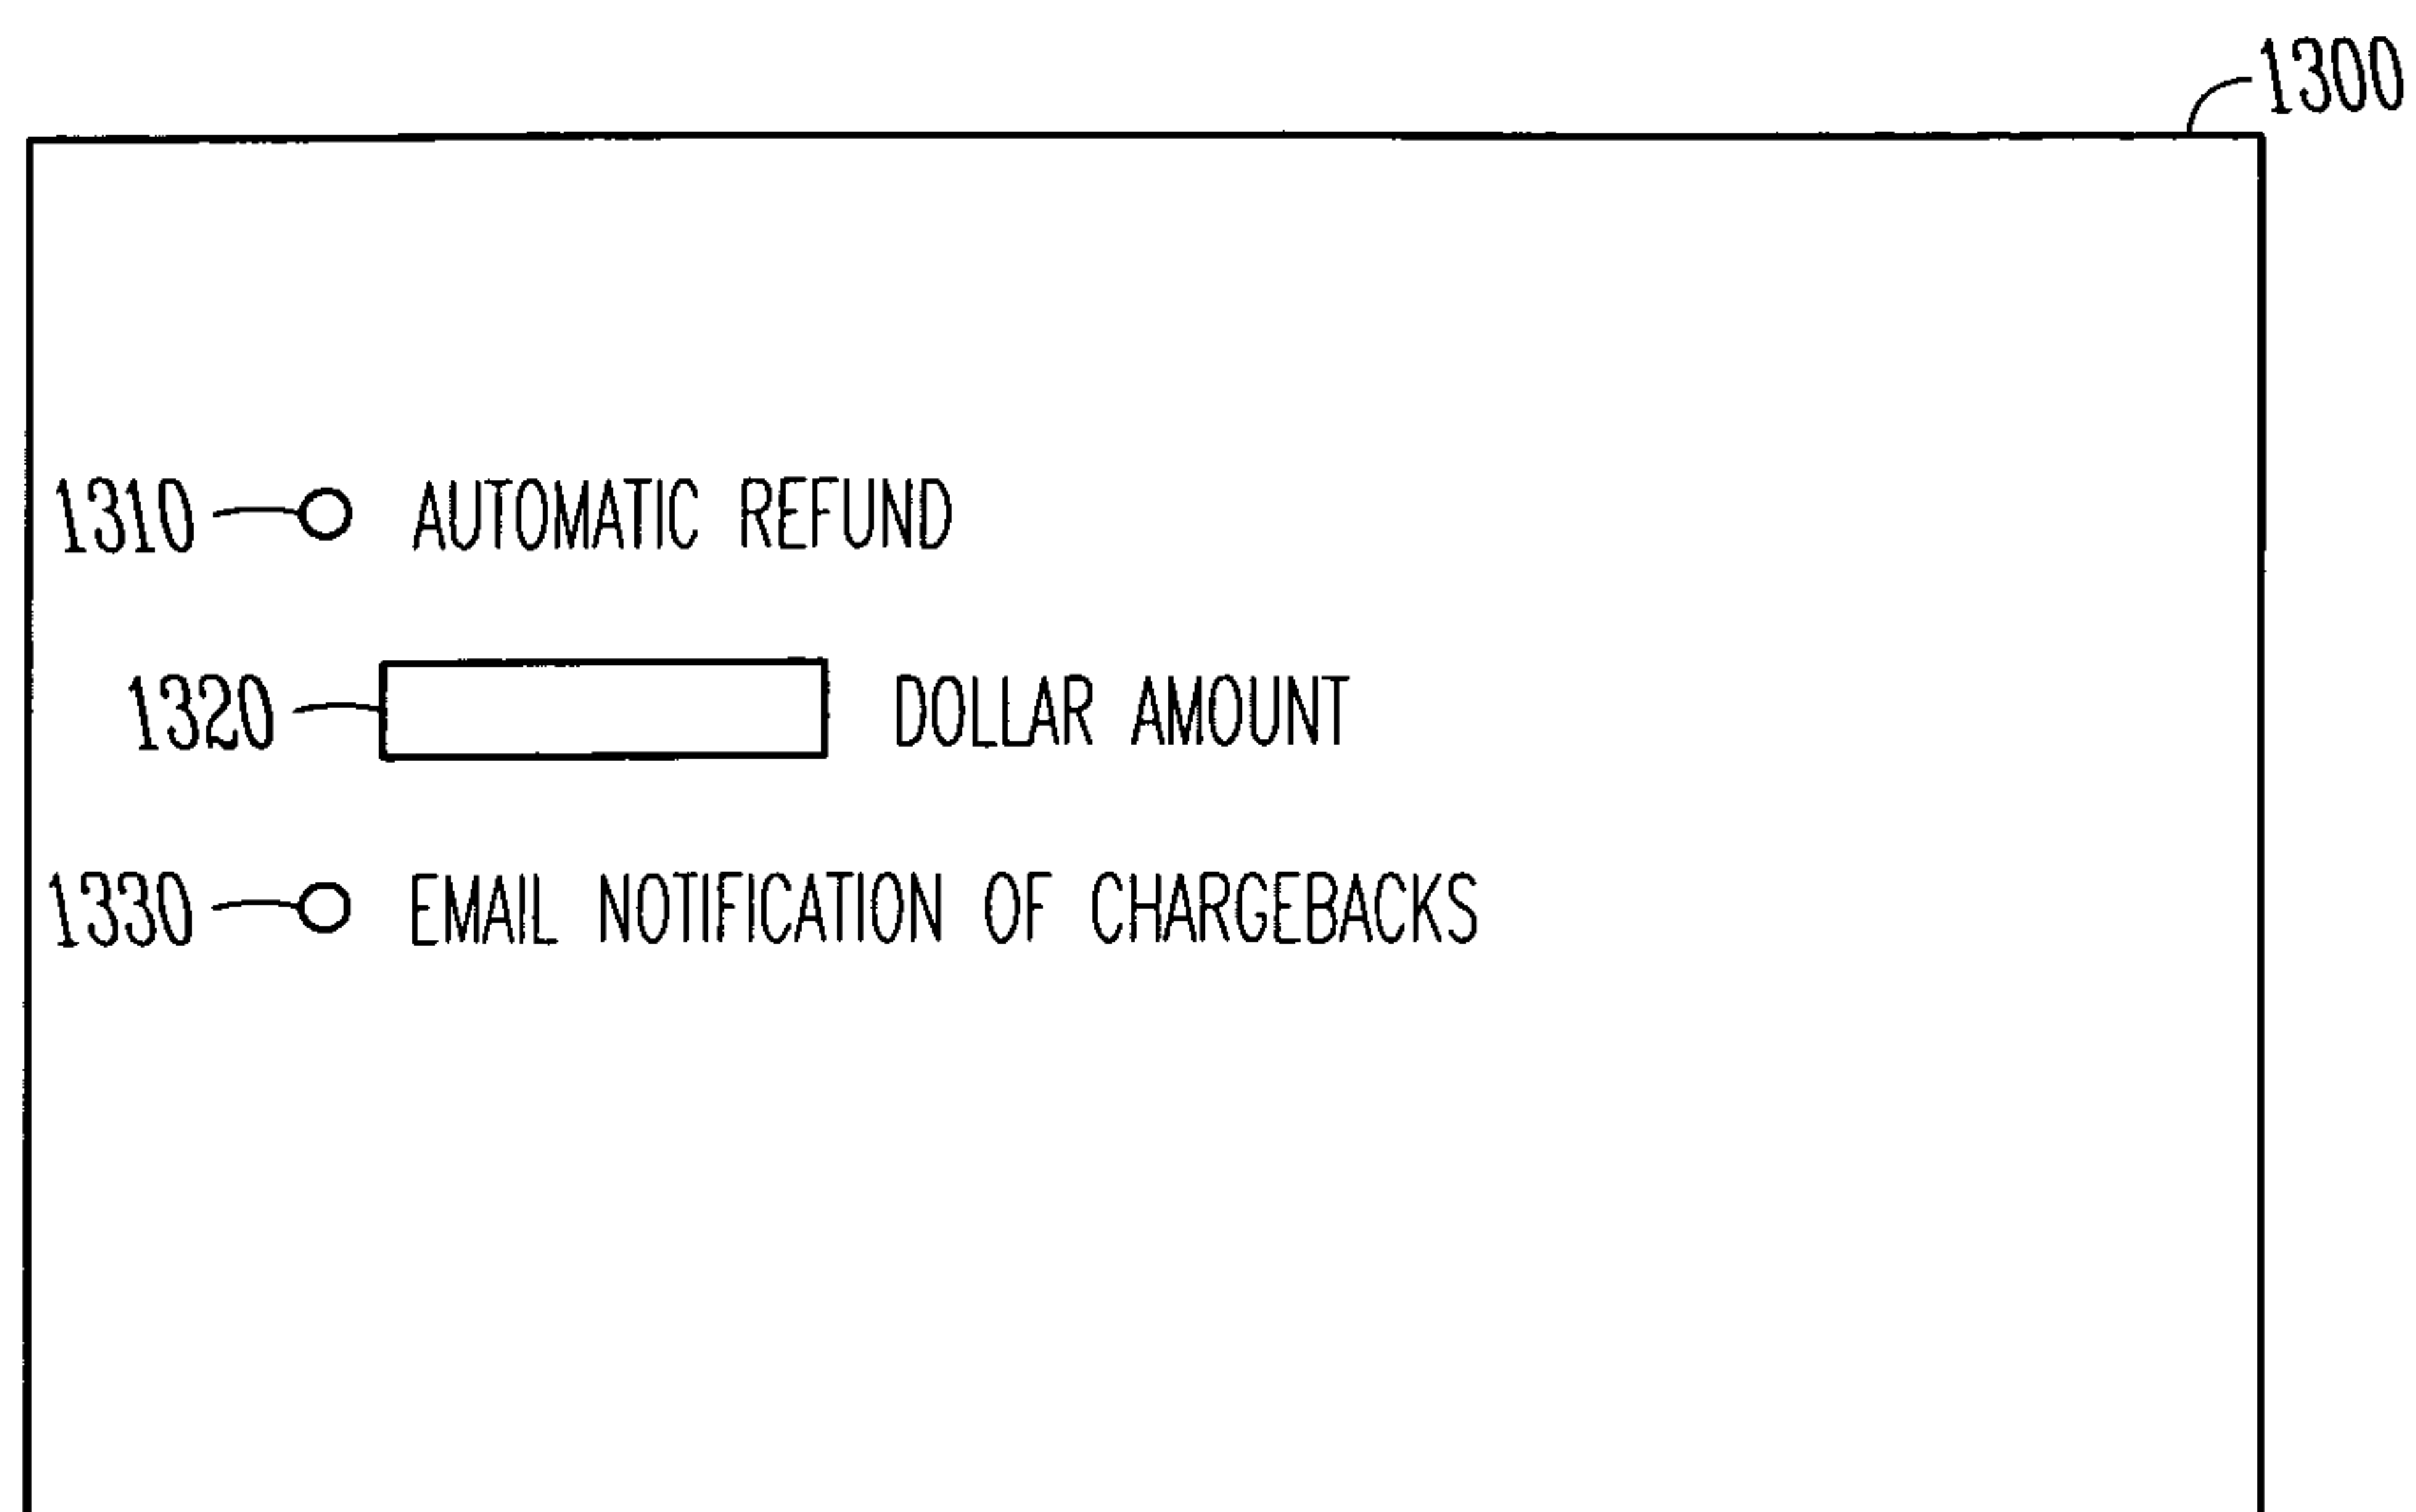 1300
1310 AUTOMATIC REFUND
1320 DOLLAR AMOUNT
1330 EMAIL NOTIFICATION OF CHARGEBACKS